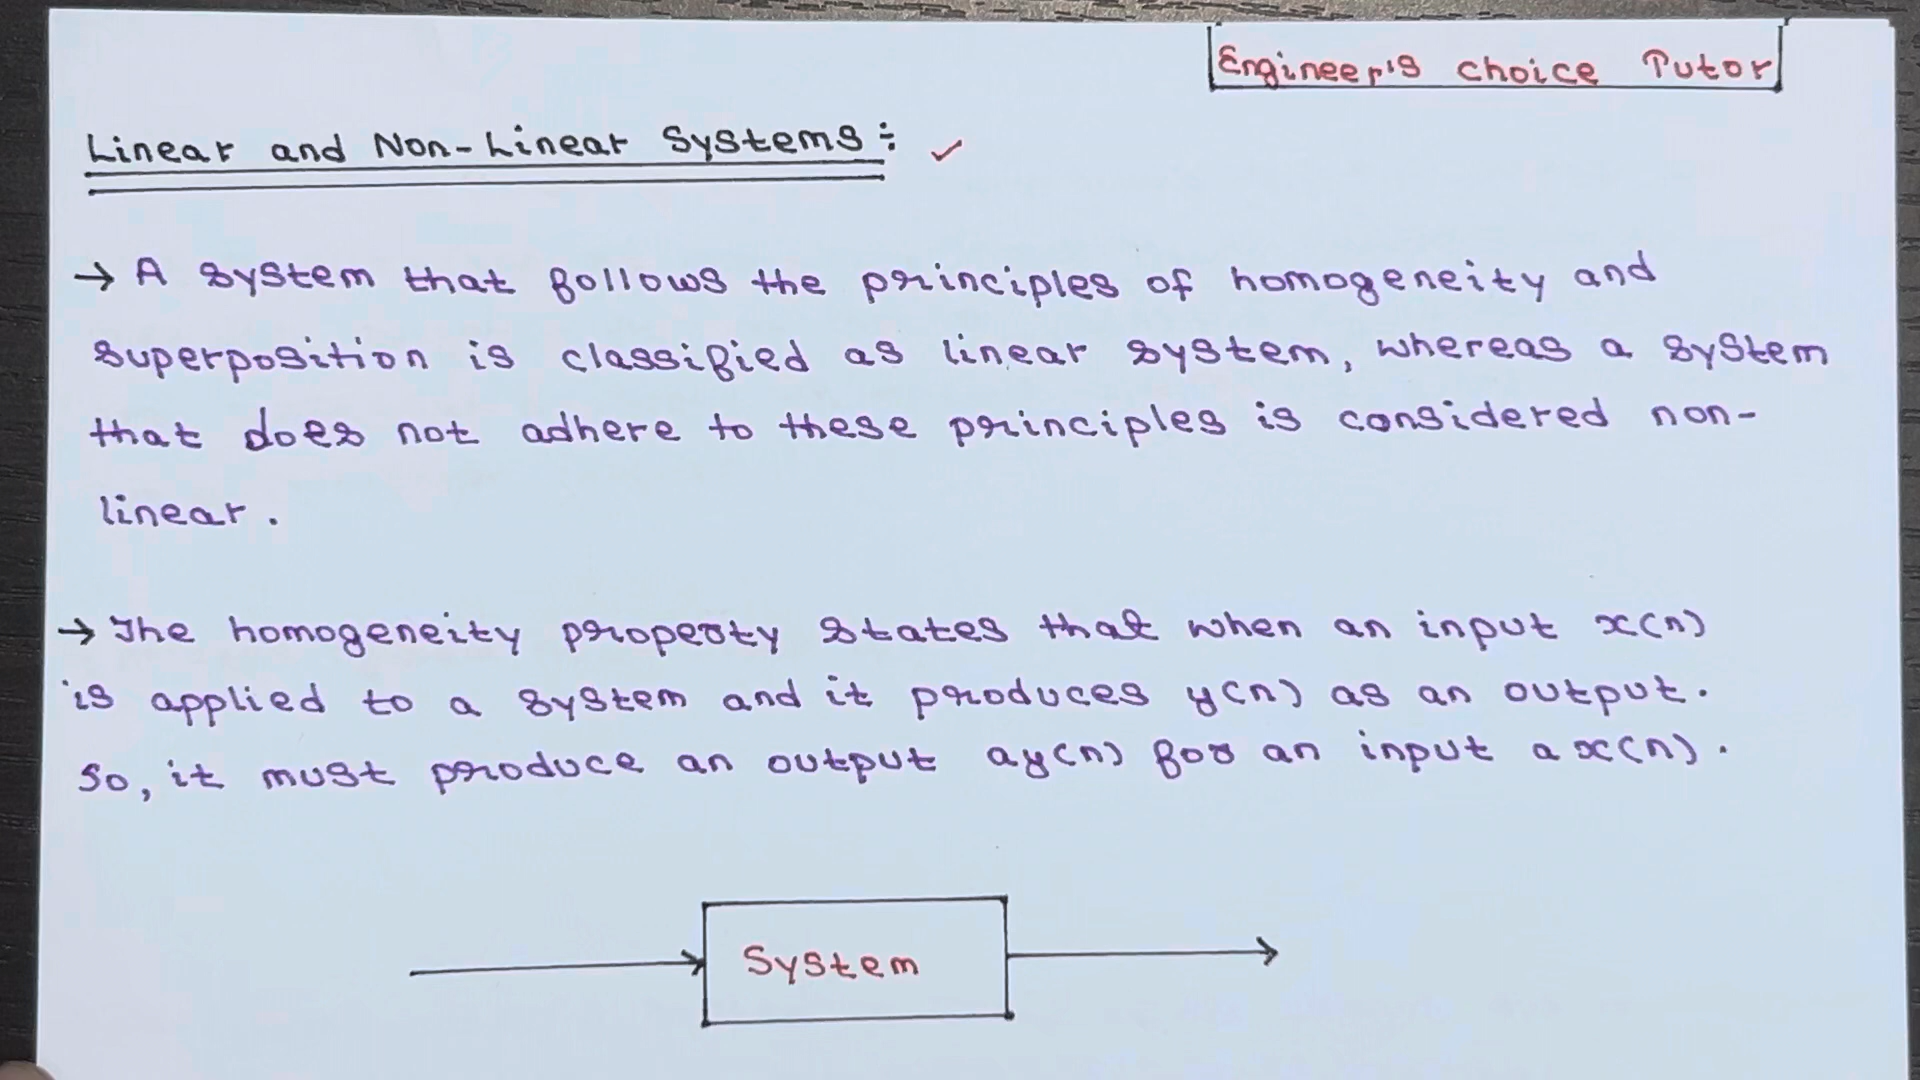 Engineer's choice Tutor
Linear and Non-Linear Systems:
→ A system that follows the principles of homogeneity and
superposition is classified as linear system, whereas a system
that does not adhere to these principles is considered non-
linear.
→ The homogeneity property states that when an input x(n)
is applied to a system and it produces y(n) as an output.
So, it must produce an output ay(n) for an input ax(n).
System